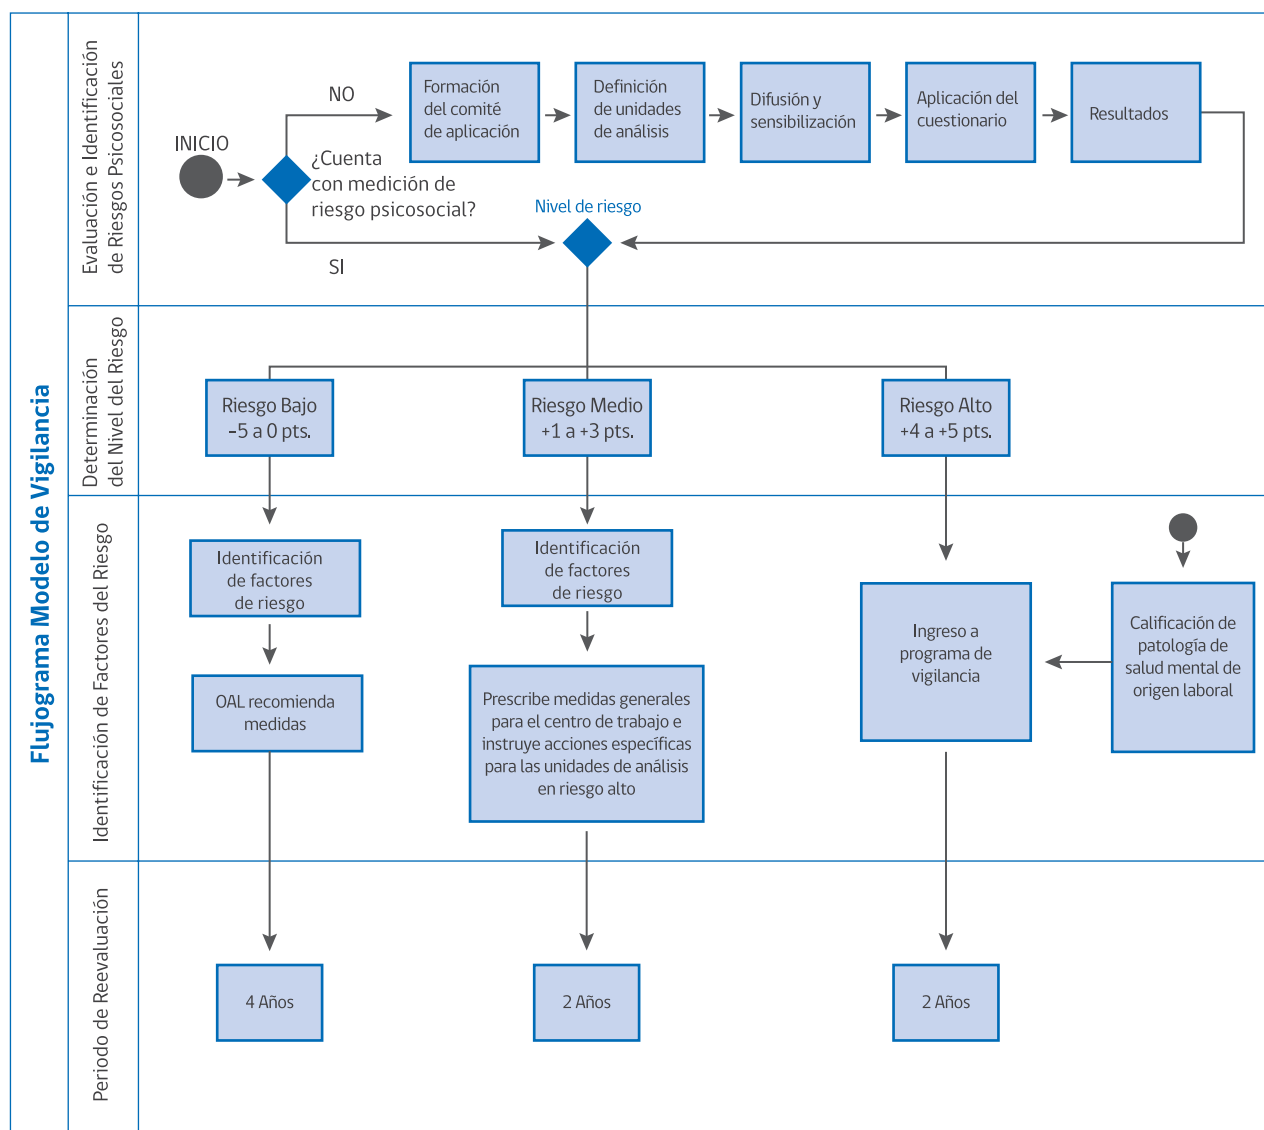 Flujograma Modelo de Vigilancia
Evaluación e Identificación
de Riesgos Psicosociales
INICIO
NO
¿Cuenta
con medición de
riesgo psicosocial?
SI
Formación
del comité
de aplicación
Definición
de unidades
de análisis
Difusión y
sensibilización
Aplicación del
cuestionario
Resultados
Nivel de riesgo
Determinación
del Nivel del Riesgo
Riesgo Bajo
–5 a 0 pts.
Riesgo Medio
+1 a +3 pts.
Riesgo Alto
+4 a +5 pts.
Identificación de Factores del Riesgo
Identificación
de factores
de riesgo
OAL recomienda
medidas
Identificación
de factores
de riesgo
Prescribe medidas generales
para el centro de trabajo e
instruye acciones específicas
para las unidades de análisis
en riesgo alto
Ingreso a
programa de
vigilancia
Calificación de
patología de
salud mental de
origen laboral
Periodo de Reevaluación
4 Años
2 Años
2 Años